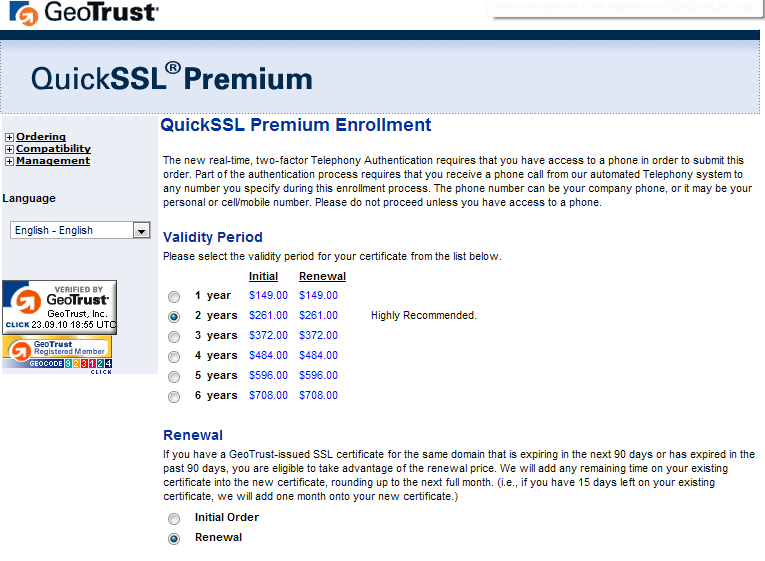 GeoTrust
QuickSSL® Premium
Ordering
Compatibility
Management
Language
English - English
VERIFIED BY
GeoTrust
GeoTrust, Inc.
CLICK 23.09.10 18:55 UTC
GeoTrust
Registered Member
GEOCODE 9 2 3 1 2 4
CLICK
QuickSSL Premium Enrollment
The new real-time, two-factor Telephony Authentication requires that you have access to a phone in order to submit this
order. Part of the authentication process requires that you receive a phone call from our automated Telephony system to
any number you specify during this enrollment process. The phone number can be your company phone, or it may be your
personal or cell/mobile number. Please do not proceed unless you have access to a phone.
Validity Period
Please select the validity period for your certificate from the list below.
Initial Renewal
1 year $149.00 $149.00
2 years $261.00 $261.00 Highly Recommended.
3 years $372.00 $372.00
4 years $484.00 $484.00
5 years $596.00 $596.00
6 years $708.00 $708.00
Renewal
If you have a GeoTrust-issued SSL certificate for the same domain that is expiring in the next 90 days or has expired in the
past 90 days, you are eligible to take advantage of the renewal price. We will add any remaining time on your existing
certificate into the new certificate, rounding up to the next full month. (i.e., if you have 15 days left on your existing
certificate, we will add one month onto your new certificate.)
Initial Order
Renewal